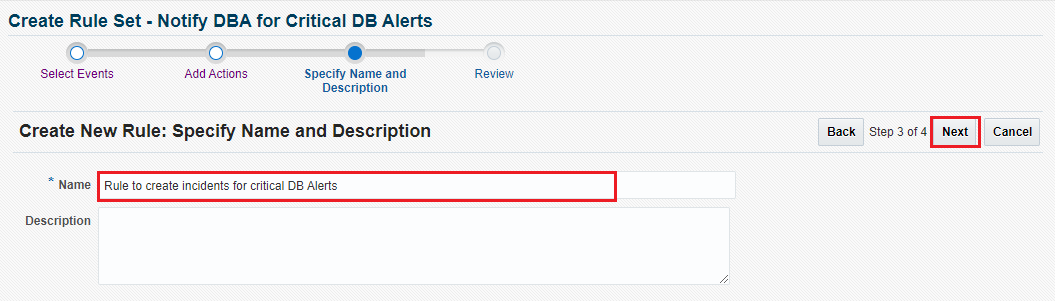 Create Rule Set - Notify DBA for Critical DB Alerts
Select Events
Add Actions
Specify Name and
Description
Review
Create New Rule: Specify Name and Description
Back Step 3 of 4 Next Cancel
* Name Rule to create incidents for critical DB Alerts
Description